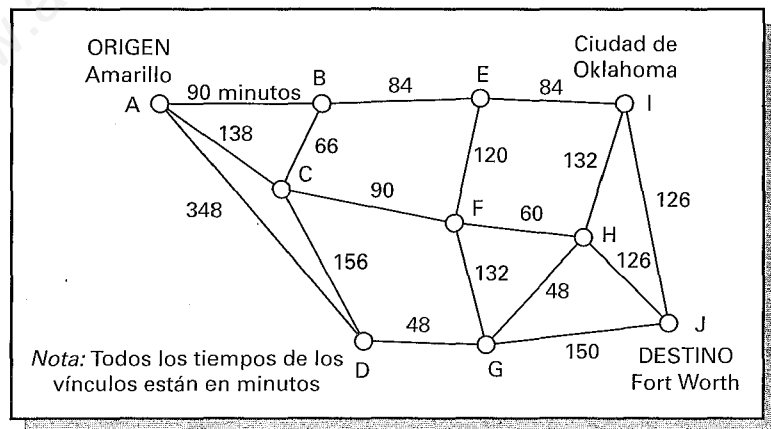 ORIGEN
Amarillo
Ciudad de
Oklahoma
A
90 minutos
B
84
E
84
I
138
66
120
132
C
90
F
60
H
126
348
156
132
48
126
D
48
G
150
J
Nota: Todos los tiempos de los
vínculos están en minutos
DESTINO
Fort Worth